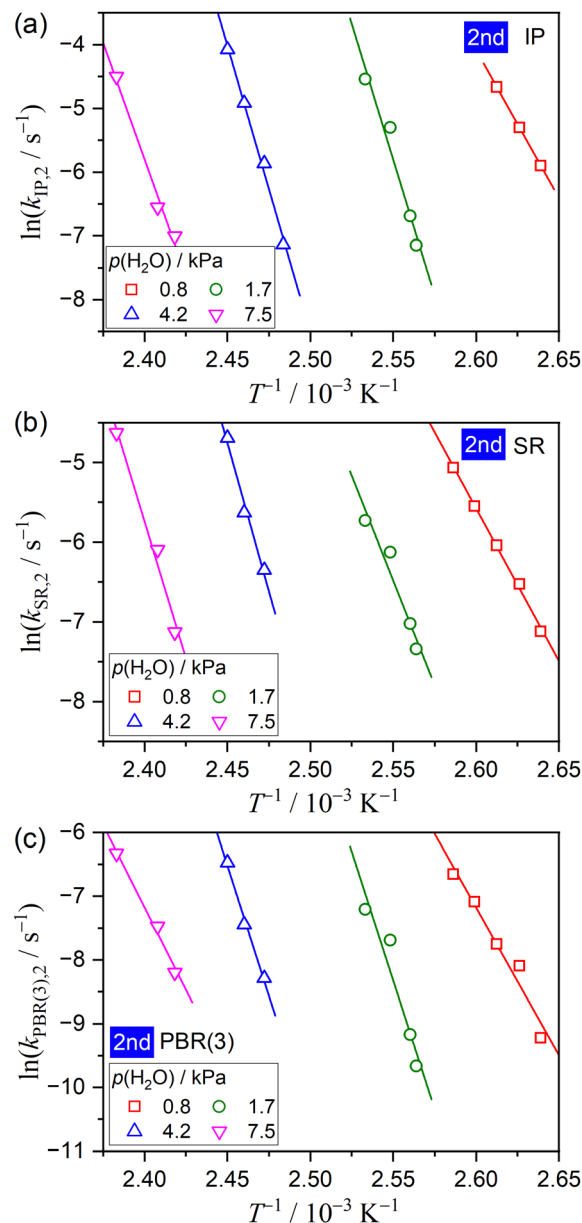 (a)
2nd IP
ln(k_IP,2 / s⁻¹)
−4
−5
−6
−7
−8
p(H₂O) / kPa
0.8 1.7
4.2 7.5
2.40 2.45 2.50 2.55 2.60 2.65
T⁻¹ / 10⁻³ K⁻¹
(b)
2nd SR
ln(k_SR,2 / s⁻¹)
−5
−6
−7
−8
p(H₂O) / kPa
0.8 1.7
4.2 7.5
2.40 2.45 2.50 2.55 2.60 2.65
T⁻¹ / 10⁻³ K⁻¹
(c)
ln(k_PBR(3),2 / s⁻¹)
−6
−7
−8
−9
−10
−11
2nd PBR(3)
p(H₂O) / kPa
0.8 1.7
4.2 7.5
2.40 2.45 2.50 2.55 2.60 2.65
T⁻¹ / 10⁻³ K⁻¹